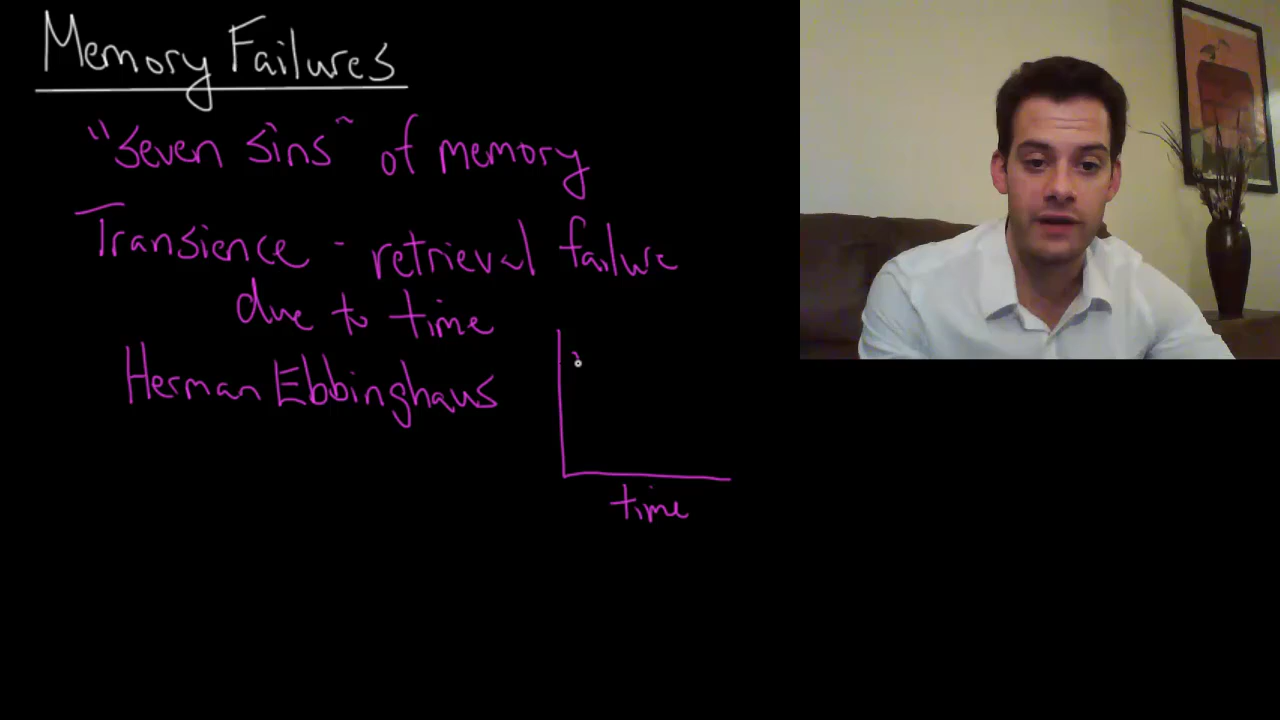 Memory Failures
"Seven Sins" of memory
Transience - retrieval failure
due to time
Herman Ebbinghaus
time